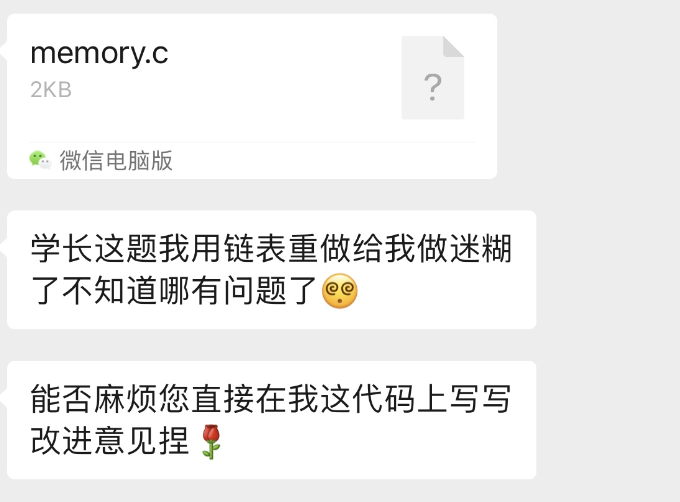 memory.c
2KB
?
微信电脑版
学长这题我用链表重做给我做迷糊
了不知道哪有问题了😵‍💫
能否麻烦您直接在我这代码上写写
改进意见捏🌹